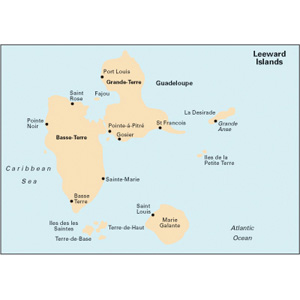 Leeward
Islands
Port Louis
Grande-Terre
Guadeloupe
Saint
Rose
Fajou
La Desirade
Grande
Anse
Pointe
Noir
Pointe-à-Pitré
St Francois
Gosier
Basse-Terre
Iles de la
Petite Terre
Caribbean
Sea
Sainte-Marie
Basse
Terre
Saint
Louis
Marie
Galante
Iles des les
Saintes
Terre-de-Haut
Terre-de-Base
Atlantic
Ocean